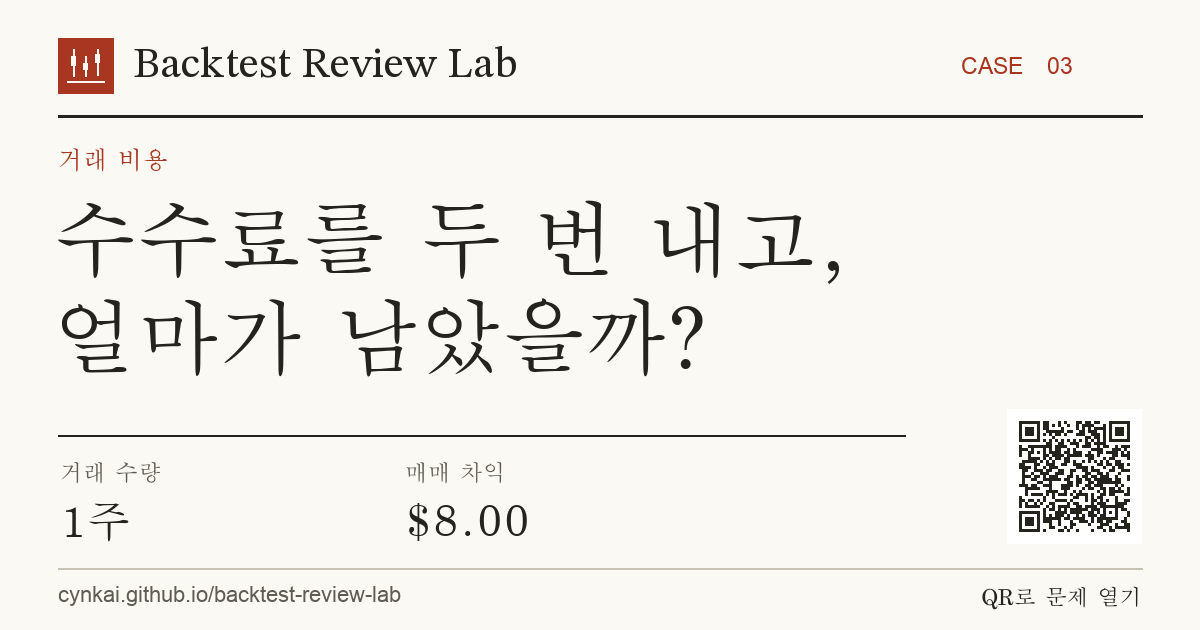 Backtest Review Lab
CASE 03
거래 비용
수수료를 두 번 내고,
얼마가 남았을까?
거래 수량
1주
매매 차익
$8.00
cynkai.github.io/backtest-review-lab
QR로 문제 열기